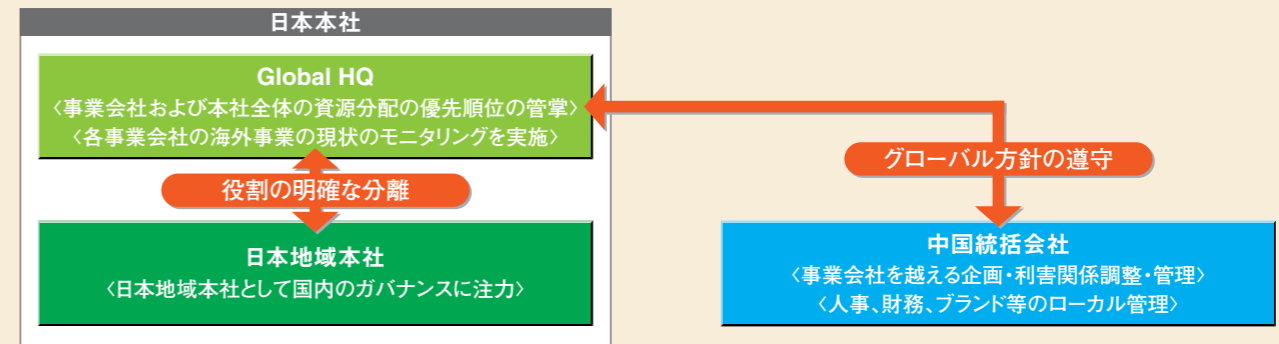 日本本社
Global HQ
〈事業会社および本社全体の資源分配の優先順位の管掌〉
〈各事業会社の海外事業の現状のモニタリングを実施〉
グローバル方針の遵守
役割の明確な分離
日本地域本社
〈日本地域本社として国内のガバナンスに注力〉
中国統括会社
〈事業会社を越える企画・利害関係調整・管理〉
〈人事、財務、ブランド等のローカル管理〉